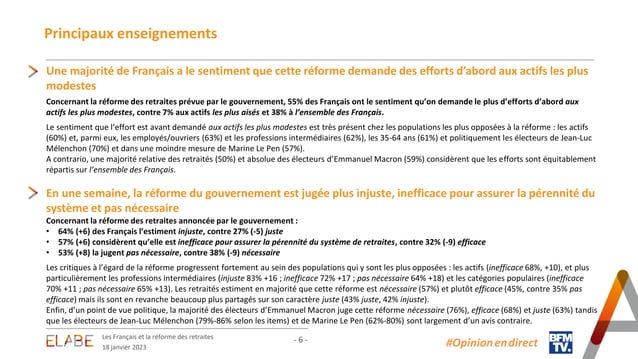 Principaux enseignements
Une majorité de Français a le sentiment que cette réforme demande des efforts d’abord aux actifs les plus
modestes
Concernant la réforme des retraites prévue par le gouvernement, 55% des Français ont le sentiment qu’on demande le plus d’efforts d’abord aux
actifs les plus modestes, contre 7% aux actifs les plus aisés et 38% à l’ensemble des Français.
Le sentiment que l’effort est avant demandé aux actifs les plus modestes est très présent chez les populations les plus opposées à la réforme : les actifs
(60%) et, parmi eux, les employés/ouvriers (63%) et les professions intermédiaires (62%), les 35-64 ans (61%) et politiquement les électeurs de Jean-Luc
Mélenchon (70%) et dans une moindre mesure de Marine Le Pen (57%).
A contrario, une majorité relative des retraités (50%) et absolue des électeurs d’Emmanuel Macron (59%) considèrent que les efforts sont équitablement
répartis sur l’ensemble des Français.
En une semaine, la réforme du gouvernement est jugée plus injuste, inefficace pour assurer la pérennité du
système et pas nécessaire
Concernant la réforme des retraites annoncée par le gouvernement :
• 64% (+6) des Français l’estiment injuste, contre 27% (-5) juste
• 57% (+6) considèrent qu’elle est inefficace pour assurer la pérennité du système de retraites, contre 32% (-9) efficace
• 53% (+8) la jugent pas nécessaire, contre 38% (-9) nécessaire
Les critiques à l’égard de la réforme progressent fortement au sein des populations qui y sont les plus opposées : les actifs (inefficace 68%, +10), et plus
particulièrement les professions intermédiaires (injuste 83% +16 ; inefficace 72% +17 ; pas nécessaire 64% +18) et les catégories populaires (inefficace
70% +11 ; pas nécessaire 65% +13). Les retraités estiment en majorité que cette réforme est nécessaire (57%) et plutôt efficace (45%, contre 35% pas
efficace) mais ils sont en revanche beaucoup plus partagés sur son caractère juste (43% juste, 42% injuste).
Enfin, d’un point de vue politique, la majorité des électeurs d’Emmanuel Macron juge cette réforme nécessaire (76%), efficace (68%) et juste (63%) tandis
que les électeurs de Jean-Luc Mélenchon (79%-86% selon les items) et de Marine Le Pen (62%-80%) sont largement d’un avis contraire.
ELABE
Les Français et la réforme des retraites
18 janvier 2023
- 6 -
#Opinionendirect
BFM
TV.